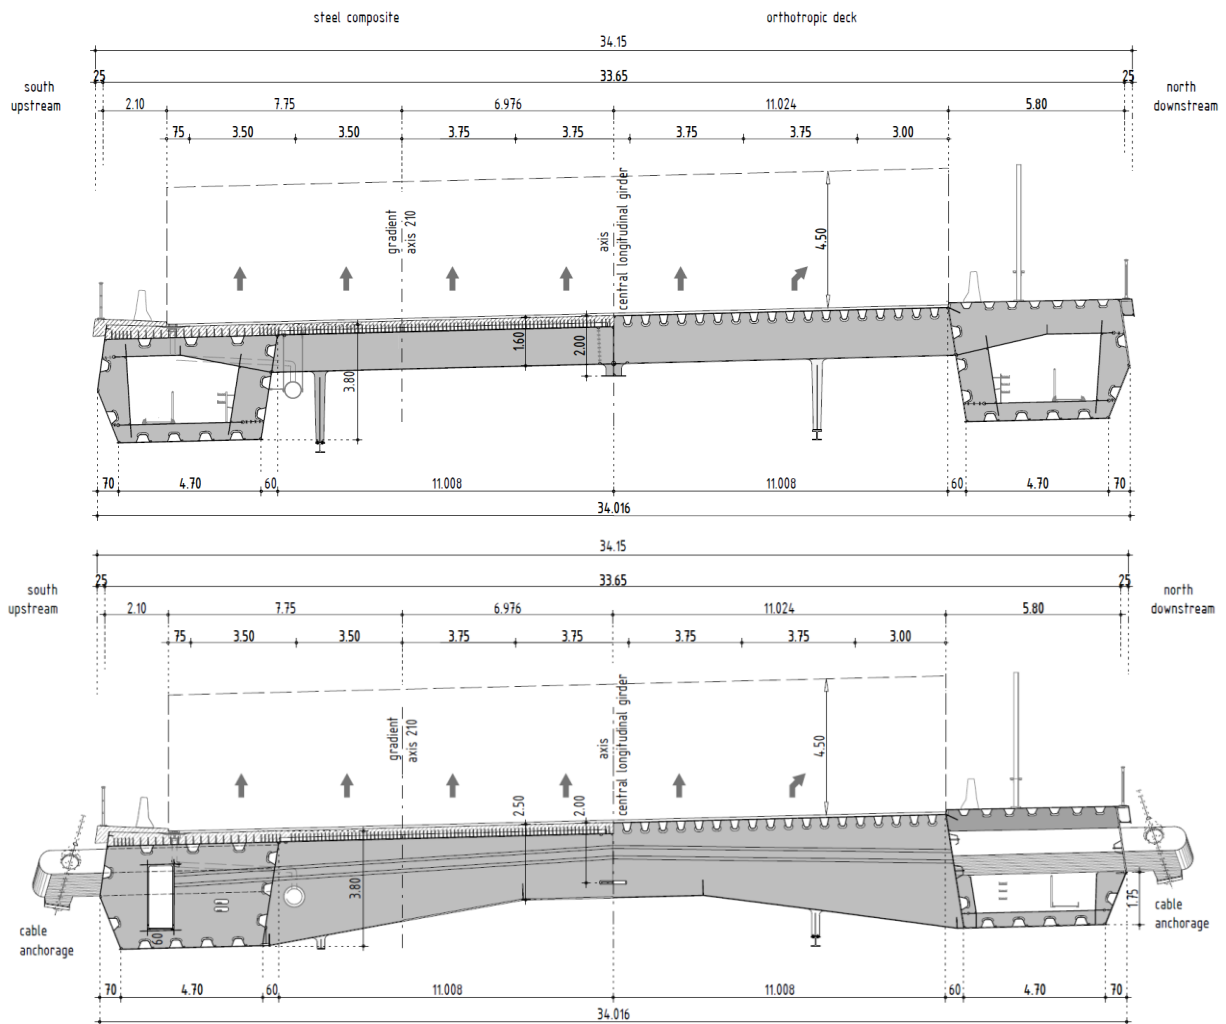 steel composite
orthotropic deck
34.15
25
33.65
25
south
upstream
north
downstream
2.10
7.75
6.976
11.024
5.80
75
3.50
3.50
3.75
3.75
3.75
3.75
3.00
gradient
axis 210
axis
central longitudinal girder
4.50
1.60
2.00
3.80
70
4.70
60
11.008
11.008
60
4.70
70
34.016
34.15
25
33.65
25
south
upstream
north
downstream
2.10
7.75
6.976
11.024
5.80
75
3.50
3.50
3.75
3.75
3.75
3.75
3.00
gradient
axis 210
axis
central longitudinal girder
4.50
2.50
2.00
3.80
60
1.75
cable
anchorage
cable
anchorage
70
4.70
60
11.008
11.008
60
4.70
70
34.016